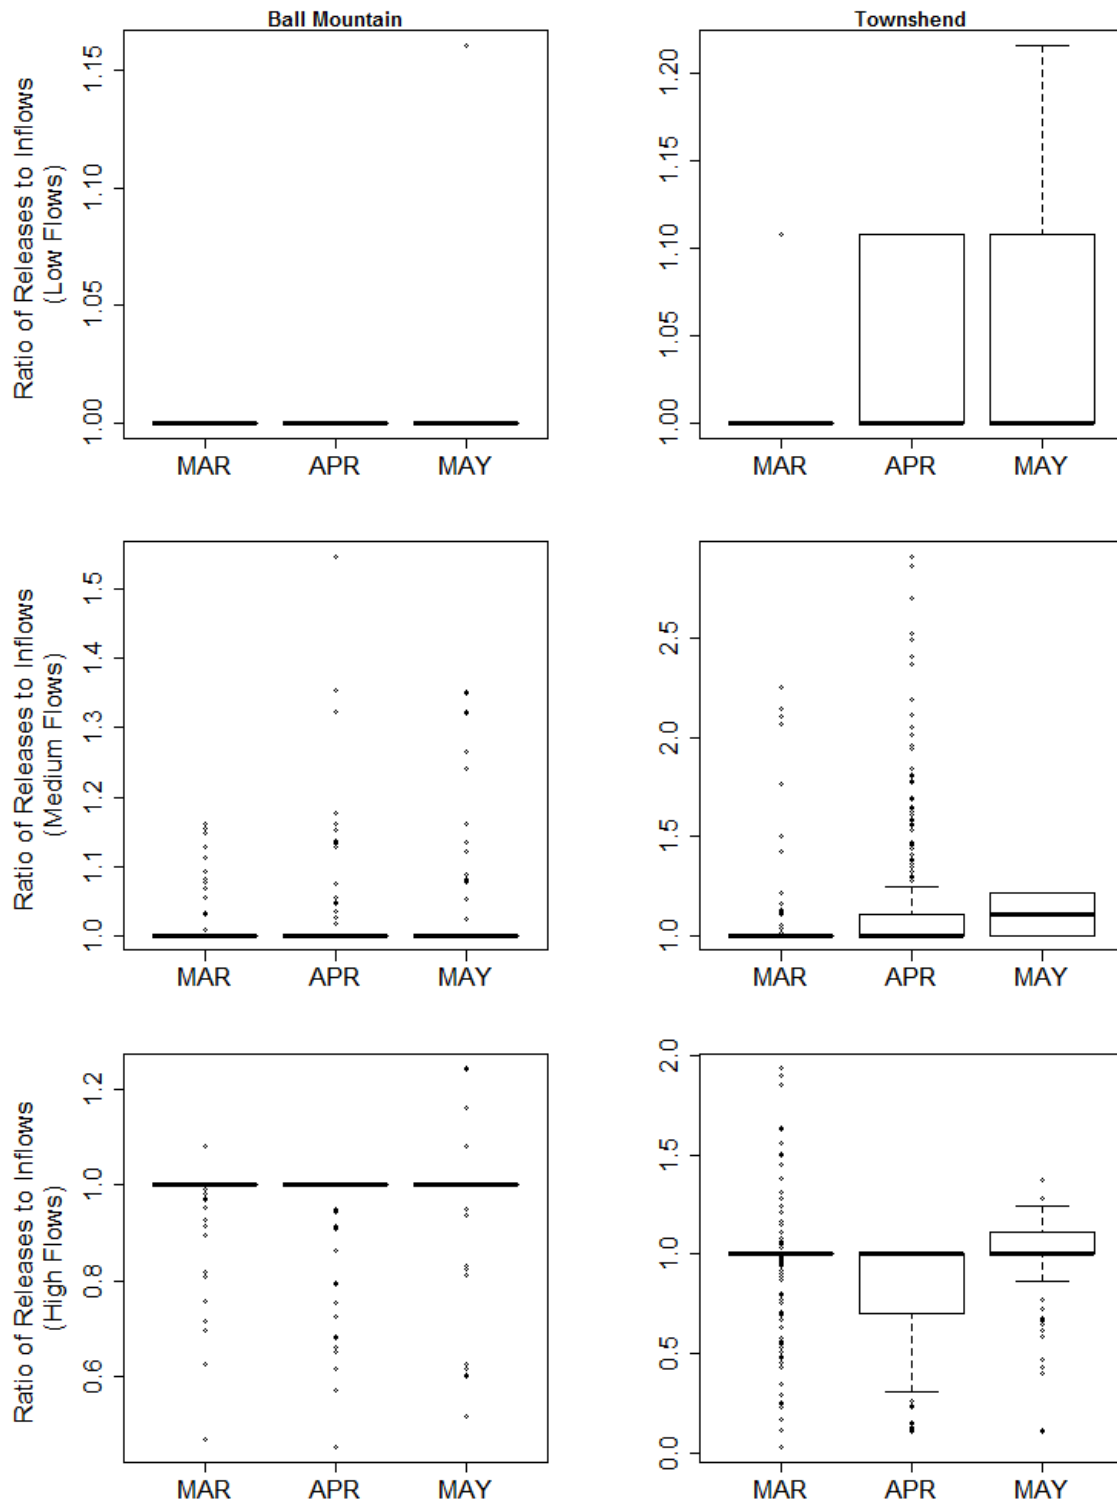 Ball Mountain
Townshend
Ratio of Releases to Inflows
(Low Flows)
1.15
1.10
1.05
1.00
MAR APR MAY
1.20
1.15
1.10
1.05
1.00
MAR APR MAY
Ratio of Releases to Inflows
(Medium Flows)
1.5
1.4
1.3
1.2
1.1
1.0
MAR APR MAY
2.5
2.0
1.5
1.0
MAR APR MAY
Ratio of Releases to Inflows
(High Flows)
1.2
1.0
0.8
0.6
MAR APR MAY
2.0
1.5
1.0
0.5
0.0
MAR APR MAY